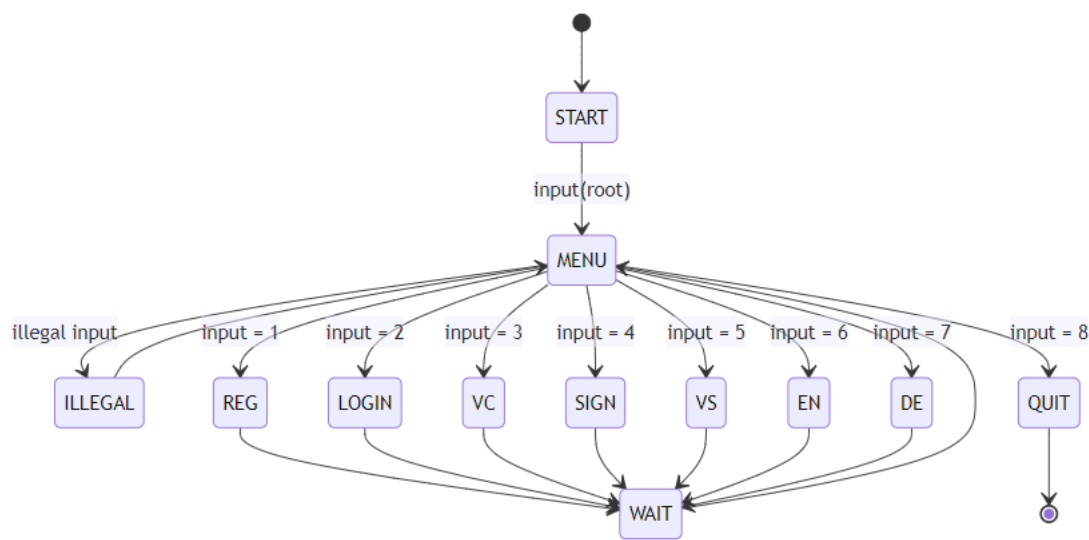 START
input(root)
MENU
illegal input
input = 1
input = 2
input = 3
input = 4
input = 5
input = 6
input = 7
input = 8
ILLEGAL
REG
LOGIN
VC
SIGN
VS
EN
DE
QUIT
WAIT